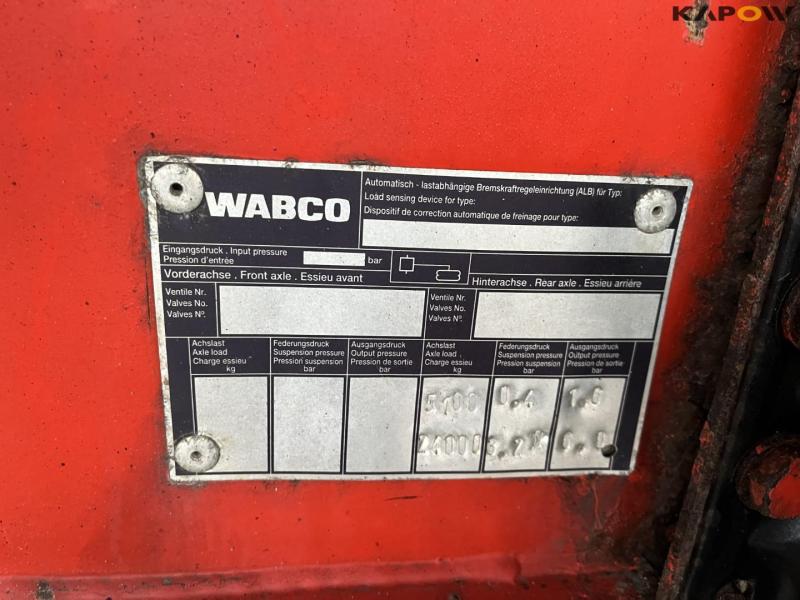 KAPOW
WABCO
Automatisch - lastabhängige Bremskraftregeleinrichtung (ALB) für Typ:
Load sensing device for type:
Dispositif de correction automatique de freinage pour type:
Eingangsdruck . Input pressure
Pression d'entrée
bar
Vorderachse . Front axle . Essieu avant
Hinterachse . Rear axle . Essieu arrière
Ventile Nr.
Valves No.
Valves Nº.
Ventile Nr.
Valves No.
Valves Nº.
Achslast
Axle load
Charge essieu
kg
Federungsdruck
Suspension pressure
Pression suspension
bar
Ausgangsdruck
Output pressure
Pression de sortie
bar
Achslast
Axle load
Charge essieu
kg
Federungsdruck
Suspension pressure
Pression suspension
bar
Ausgangsdruck
Output pressure
Pression de sortie
bar
5100 0.4